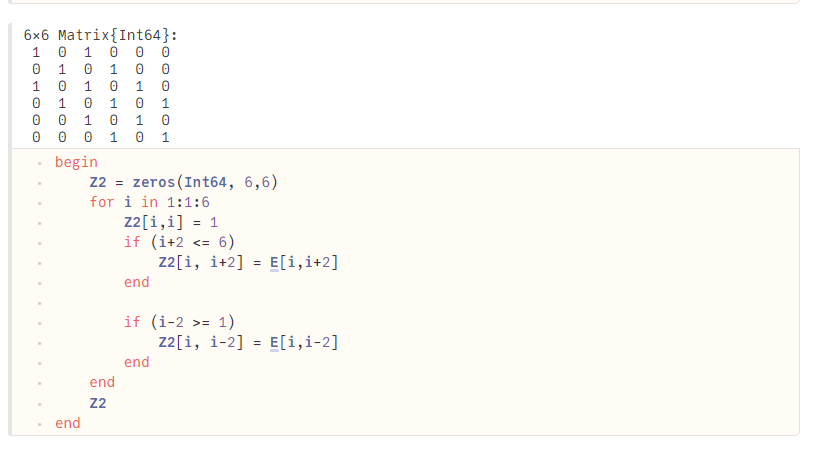 6×6 Matrix{Int64}:
1 0 1 0 0 0
0 1 0 1 0 0
1 0 1 0 1 0
0 1 0 1 0 1
0 0 1 0 1 0
0 0 0 1 0 1
begin
    Z2 = zeros(Int64, 6,6)
    for i in 1:1:6
        Z2[i,i] = 1
        if (i+2 <= 6)
            Z2[i, i+2] = E[i,i+2]
        end
        if (i-2 >= 1)
            Z2[i, i-2] = E[i,i-2]
        end
    end
    Z2
end